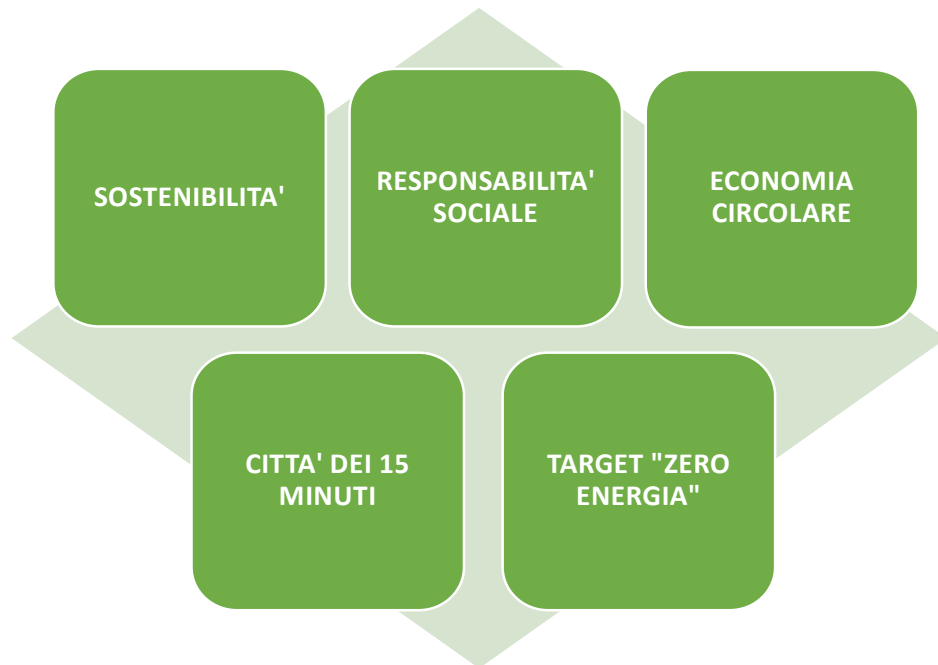 SOSTENIBILITA'
RESPONSABILITA'
SOCIALE
ECONOMIA
CIRCOLARE
CITTA' DEI 15
MINUTI
TARGET "ZERO
ENERGIA"